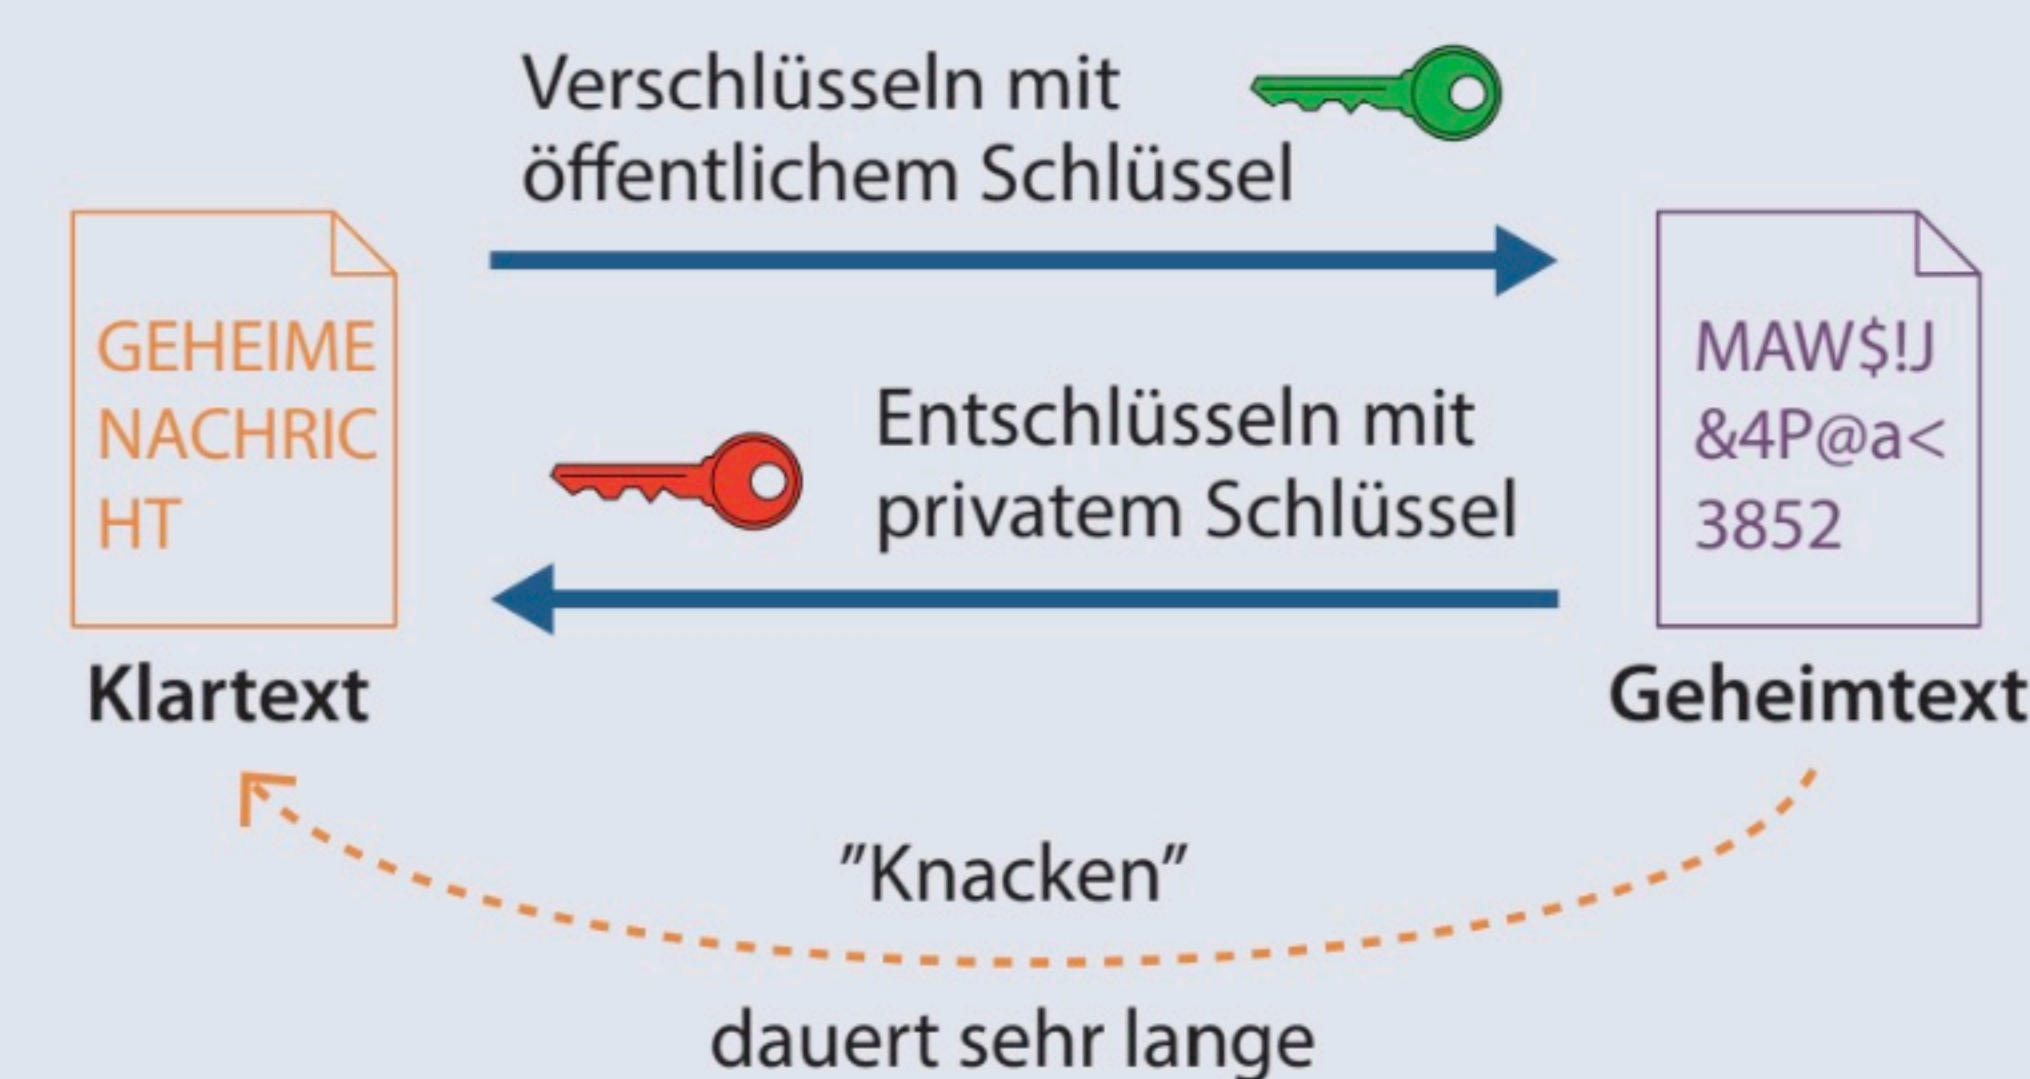 Verschlüsseln mit
öffentlichem Schlüssel
GEHEIME
NACHRIC
HT
Klartext
Entschlüsseln mit
privatem Schlüssel
MAW$!J
&4P@a<
3852
Geheimtext
"Knacken"
dauert sehr lange